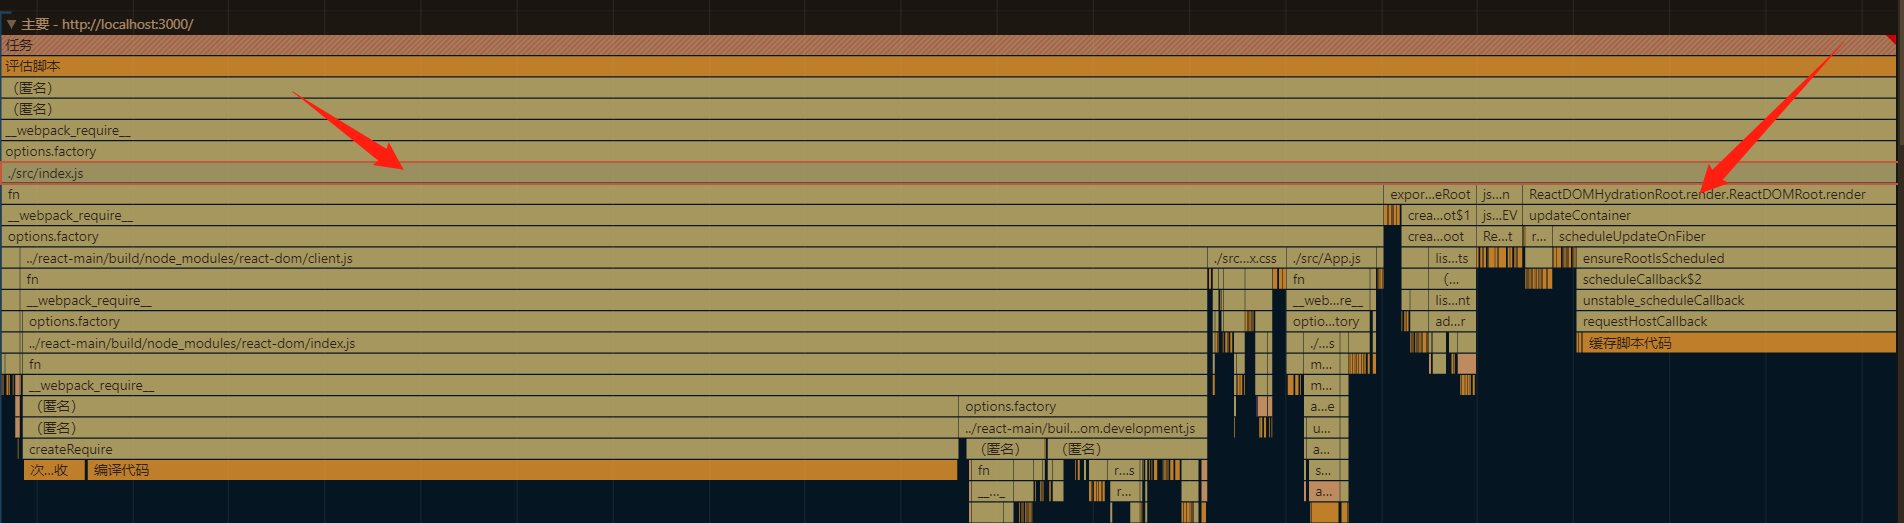 ▼ 主要 - http://localhost:3000/
任务
评估脚本
（匿名）
（匿名）
__webpack_require__
options.factory
./src/index.js
fn expor...eRoot js...n ReactDOMHydrationRoot.render.ReactDOMRoot.render
__webpack_require__ crea...ot$1 js...EV updateContainer
options.factory crea...oot Re...t r... scheduleUpdateOnFiber
../react-main/build/node_modules/react-dom/client.js ./src...x.css ./src/App.js lis...ts ensureRootIsScheduled
fn fn (... scheduleCallback$2
__webpack_require__ __web...re__ lis...nt unstable_scheduleCallback
options.factory optio...tory ad...r requestHostCallback
../react-main/build/node_modules/react-dom/index.js ./...s 缓存脚本代码
fn m...
__webpack_require__ m...
（匿名） options.factory a...e
（匿名） ../react-main/buil...om.development.js u...
createRequire （匿名） （匿名） a...
次...收 编译代码 fn r...s s...
__..._ r... a...